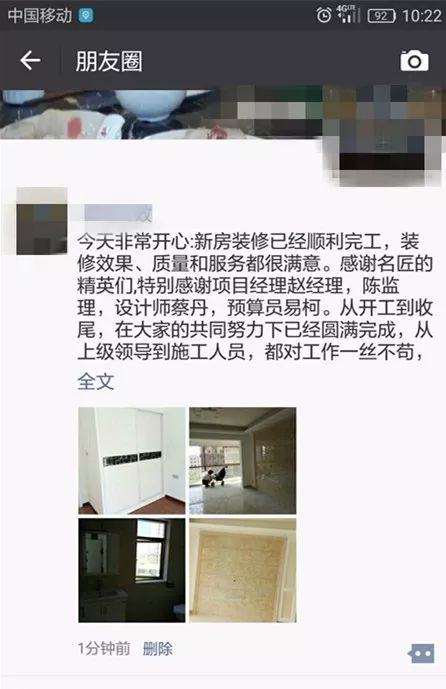 中国移动 4G 92 10:22
朋友圈
今天非常开心:新房装修已经顺利完工，装
修效果、质量和服务都很满意。感谢名匠的
精英们,特别感谢项目经理赵经理，陈监
理，设计师蔡丹，预算员易柯。从开工到收
尾，在大家的共同努力下已经圆满完成，从
上级领导到施工人员，都对工作一丝不苟，
全文
1分钟前 删除